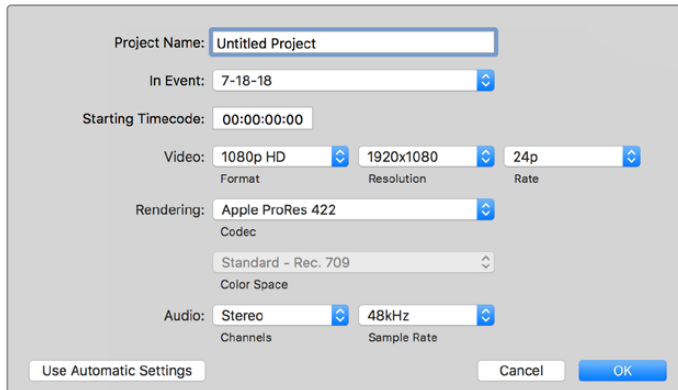 Project Name: Untitled Project
In Event: 7-18-18
Starting Timecode: 00:00:00:00
Video: 1080p HD 1920x1080 24p
Format Resolution Rate
Rendering: Apple ProRes 422
Codec
Standard - Rec. 709
Color Space
Audio: Stereo 48kHz
Channels Sample Rate
Use Automatic Settings Cancel OK